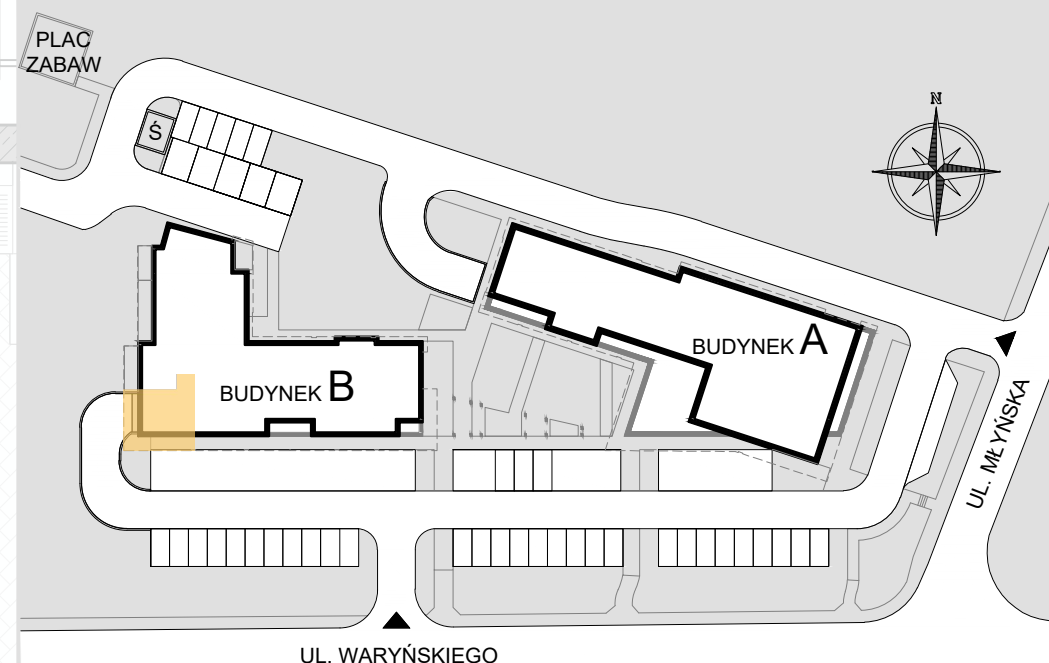 PLAC
ZABAW
Ś
N
BUDYNEK A
BUDYNEK B
UL. MŁYŃSKA
UL. WARYŃSKIEGO